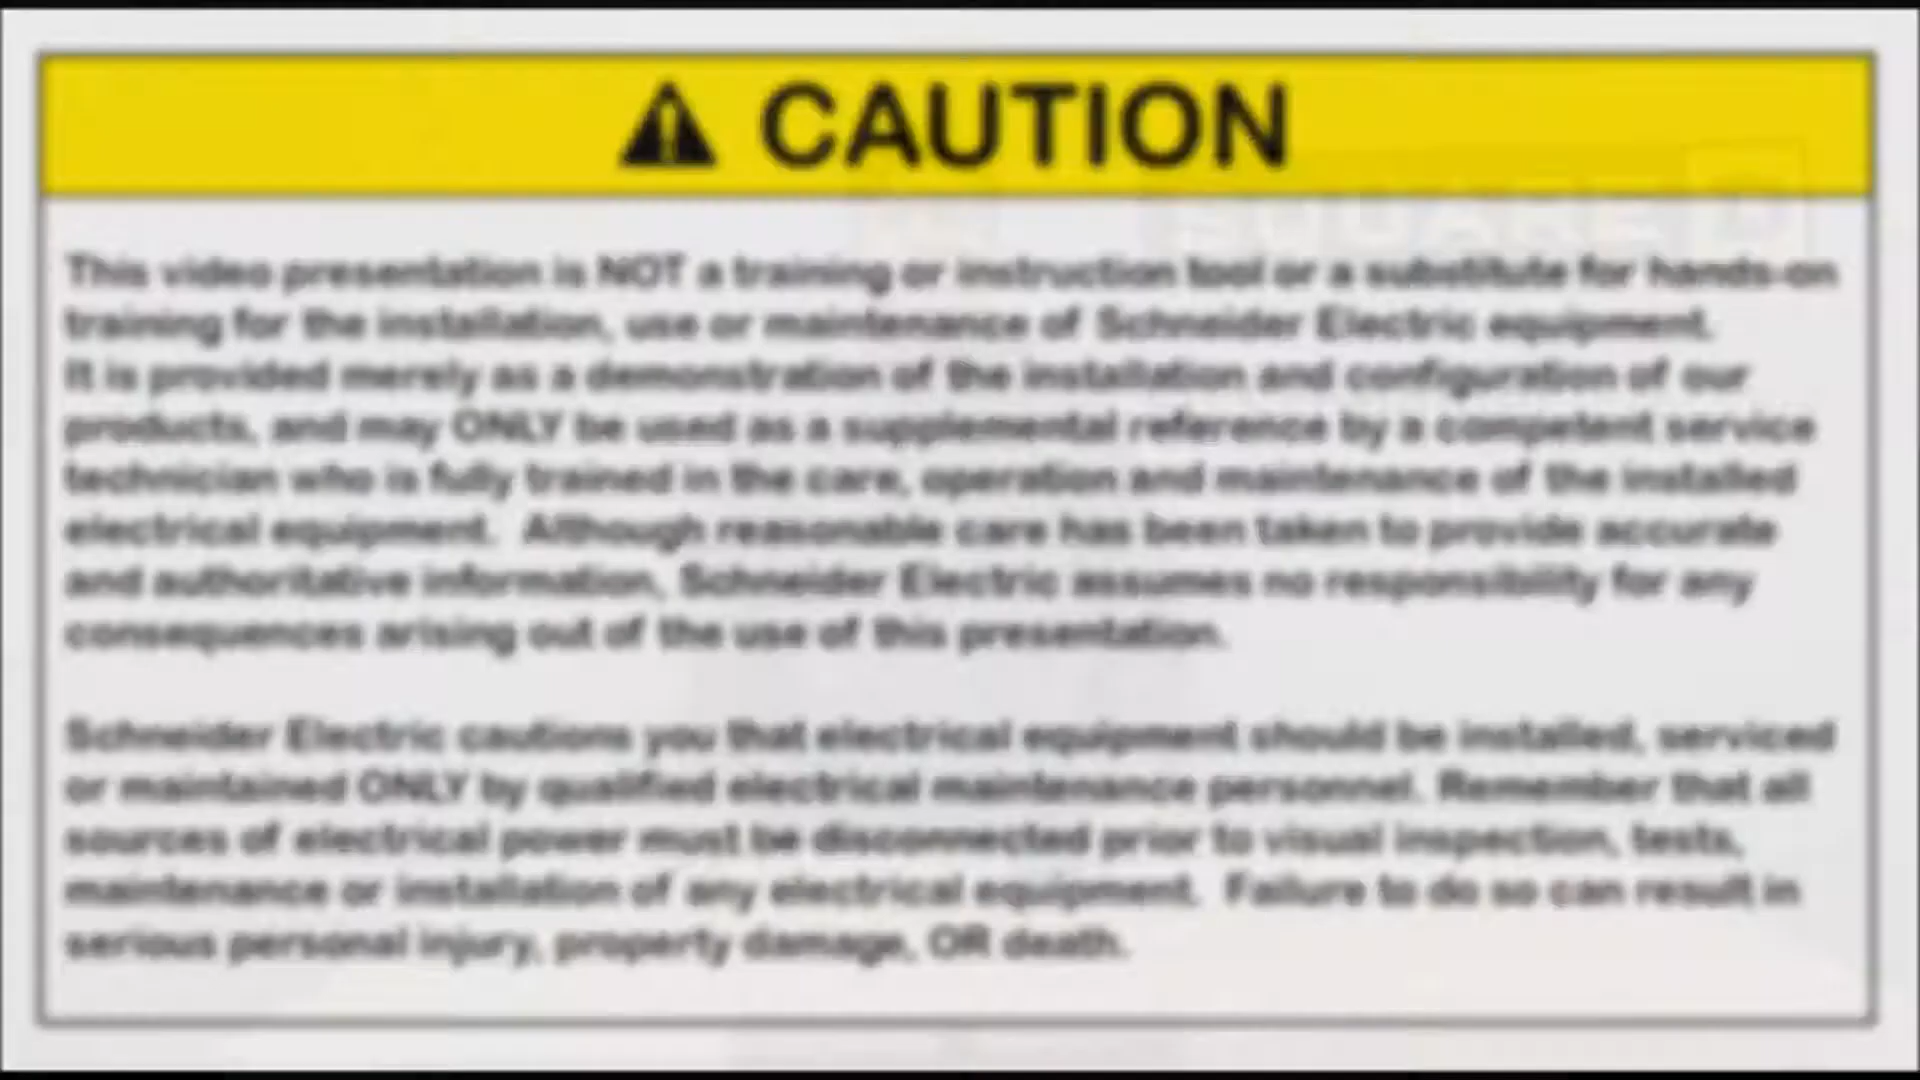 CAUTION
SQUARE D
This video presentation is NOT a training or instruction tool or a substitute for hands-on
training for the installation, use or maintenance of Schneider Electric equipment.
It is provided merely as a demonstration of the installation and configuration of our
products, and may ONLY be used as a supplemental reference by a competent service
technician who is fully trained in the care, operation and maintenance of the installed
electrical equipment. Although reasonable care has been taken to provide accurate
and authoritative information, Schneider Electric assumes no responsibility for any
consequences arising out of the use of this presentation.
Schneider Electric cautions you that electrical equipment should be installed, serviced
or maintained ONLY by qualified electrical maintenance personnel. Remember that all
sources of electrical power must be disconnected prior to visual inspection, tests,
maintenance or installation of any electrical equipment. Failure to do so can result in
serious personal injury, property damage, OR death.